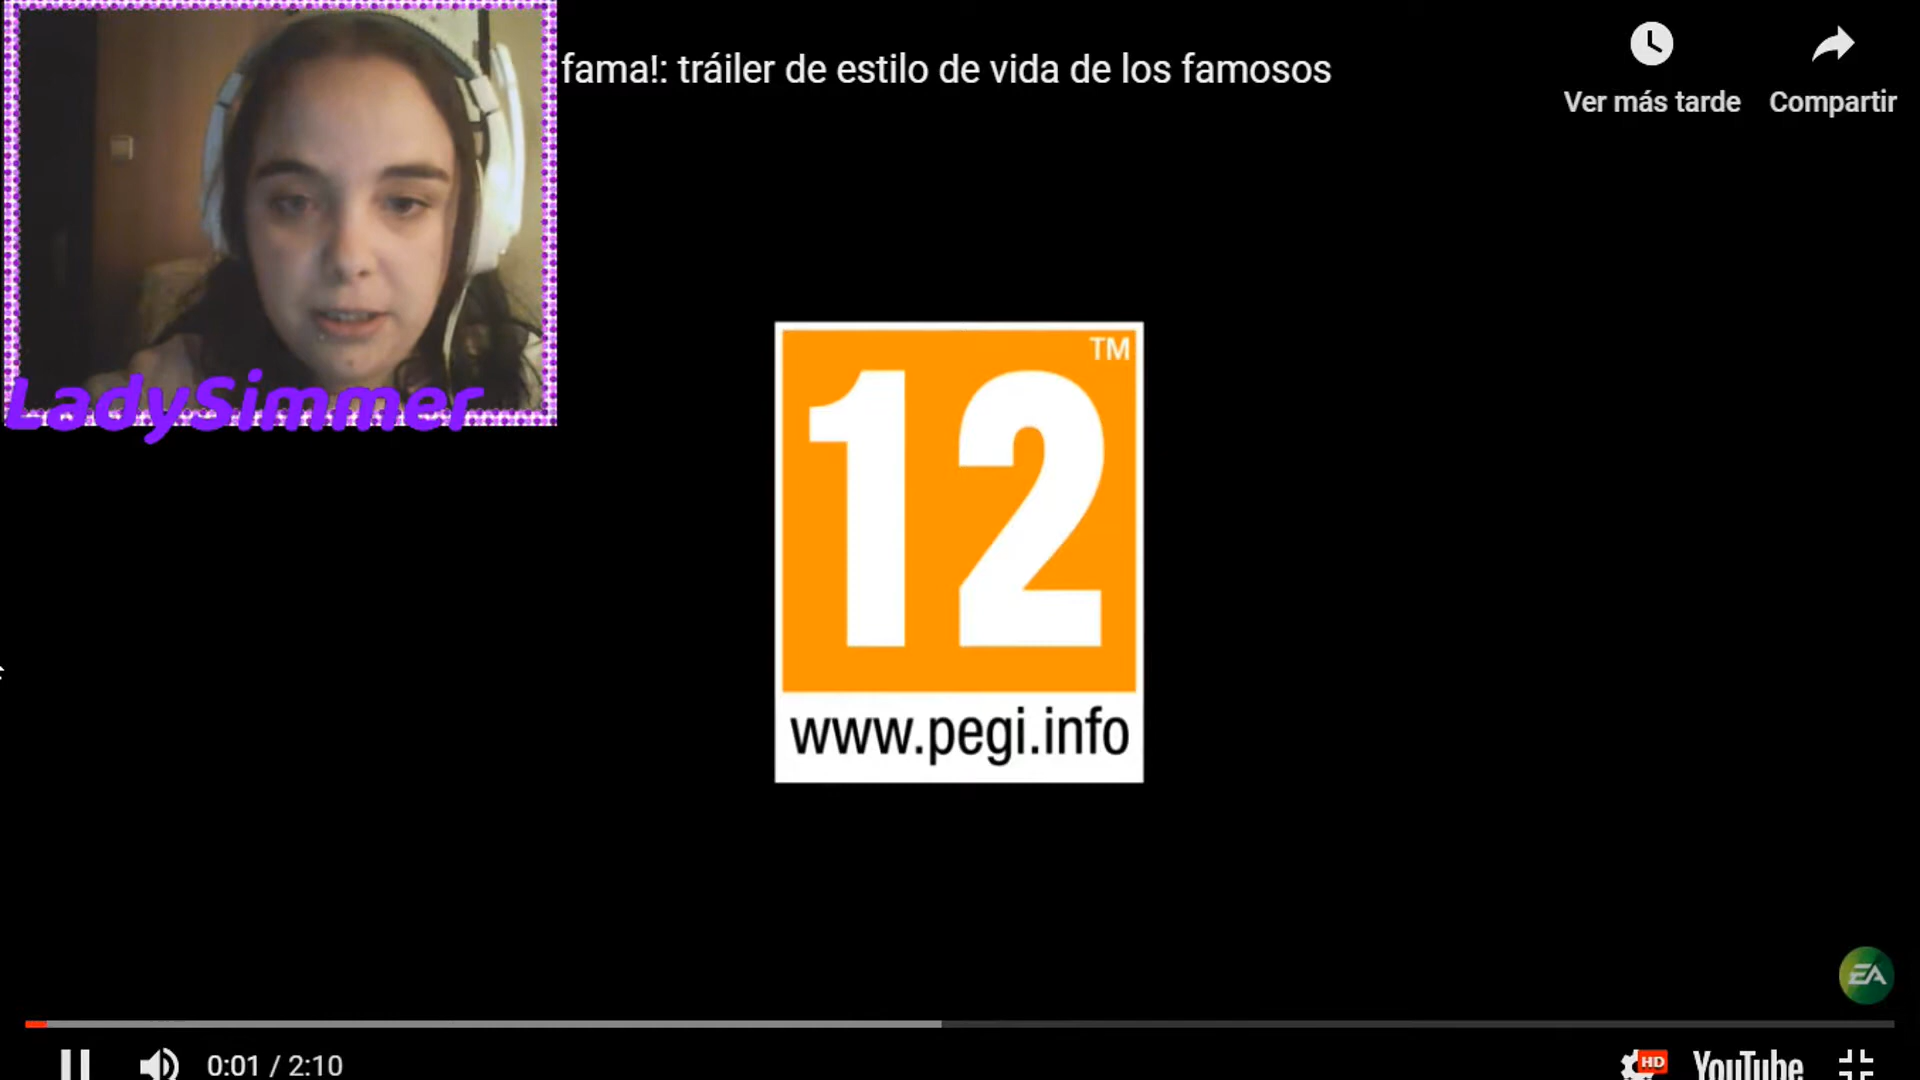 fama!: tráiler de estilo de vida de los famosos
Ver más tarde
Compartir
LadySimmer
TM
12
www.pegi.info
EA
0:01 / 2:10
HD
YouTube